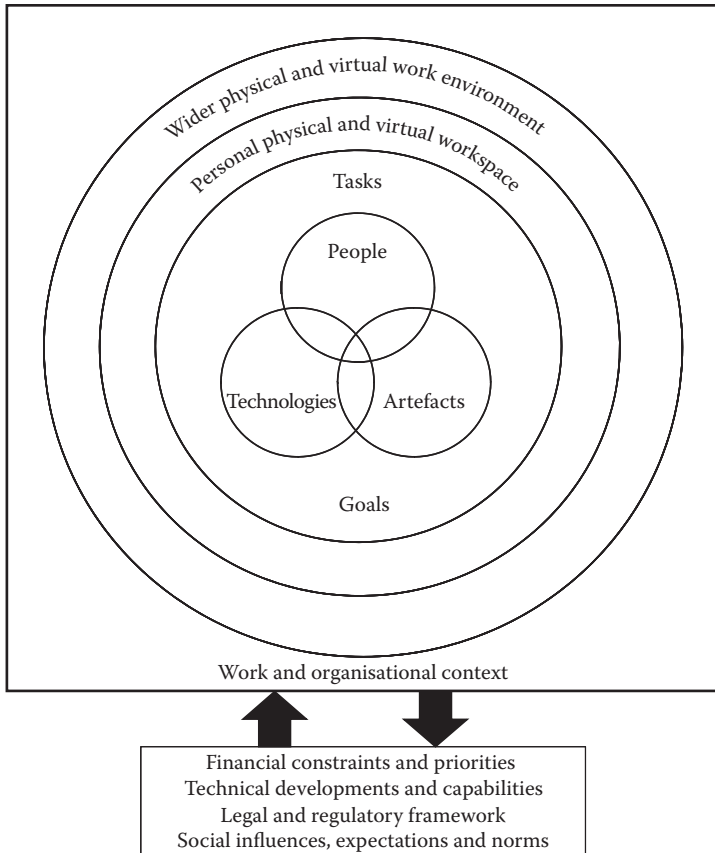 Wider physical and virtual work environment
Personal physical and virtual workspace
Tasks
People
Technologies
Artefacts
Goals
Work and organisational context
Financial constraints and priorities
Technical developments and capabilities
Legal and regulatory framework
Social influences, expectations and norms